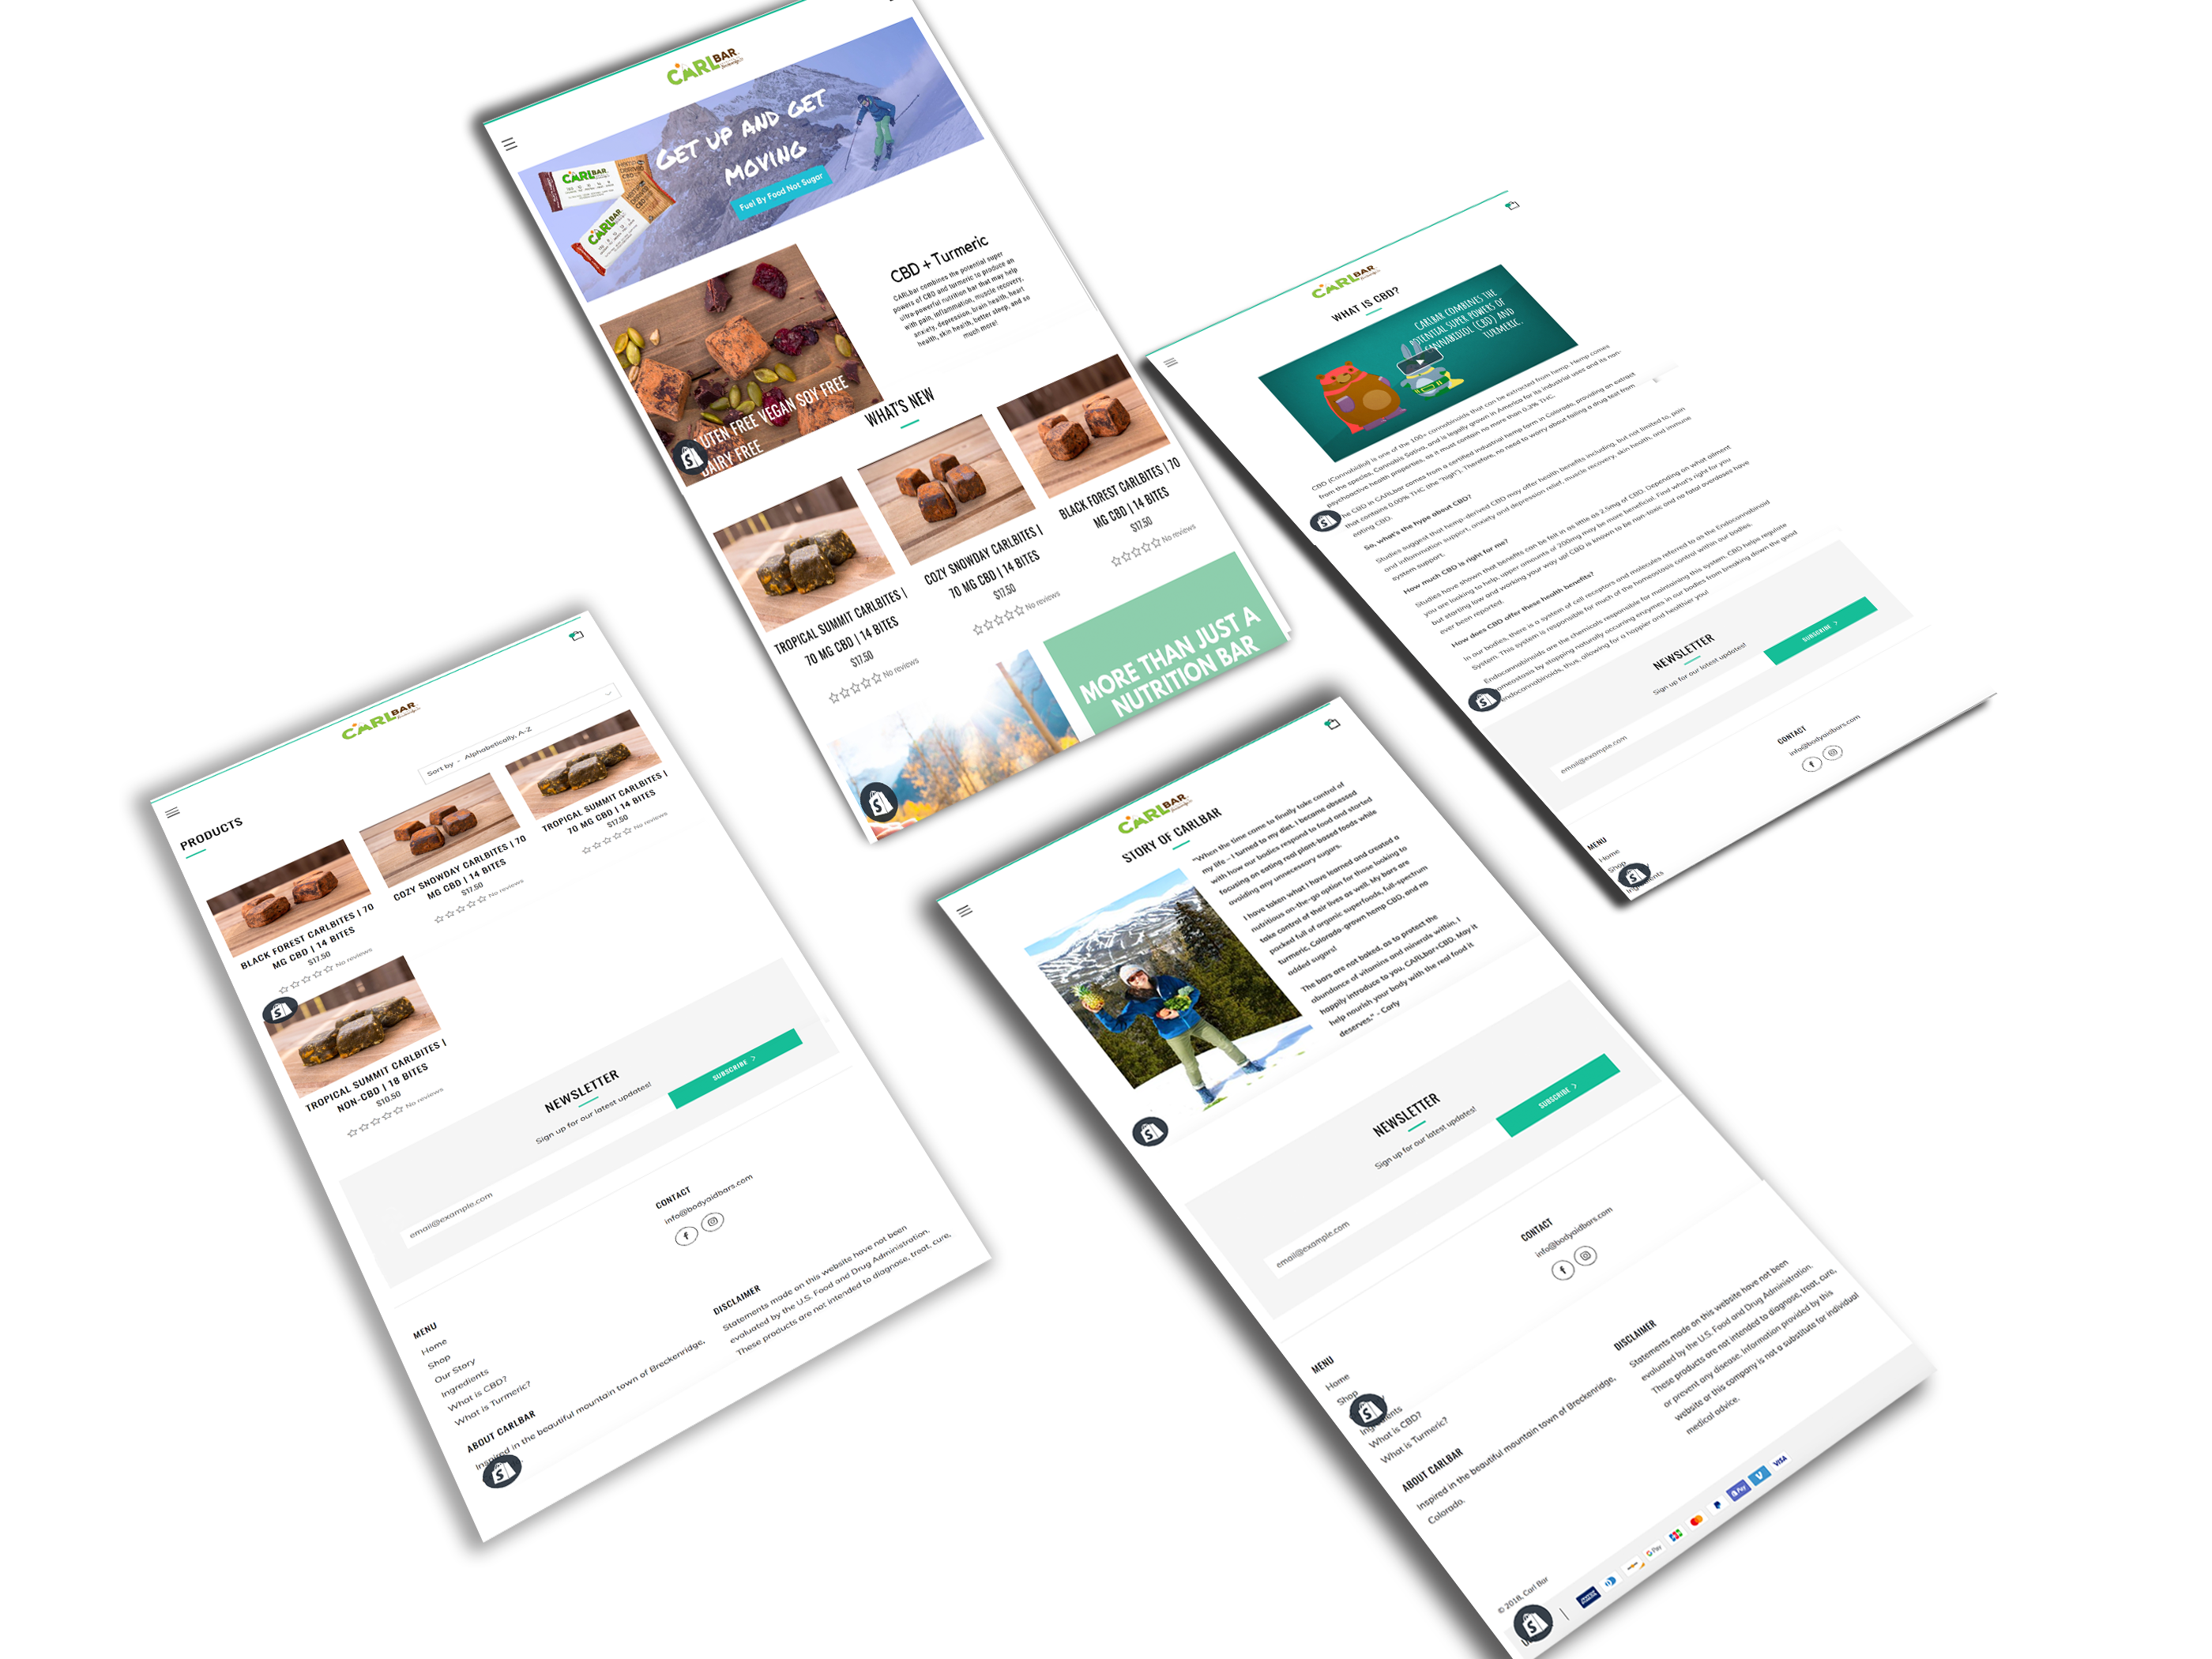 CARLBAR
GET UP AND GET
MOVING
Fuel By Food Not Sugar
CARLBAR
CARLBAR
CBD + Turmeric
CARLbar combines the potential super
powers of CBD and turmeric to produce an
ultra-powerful nutrition bar that may help
with pain, inflammation, muscle recovery,
anxiety, depression, brain health, heart
health, skin health, better sleep, and so
much more!
UTEN FREE VEGAN SOY FREE
DAIRY FREE
WHAT'S NEW
TROPICAL SUMMIT CARLBITES |
70 MG CBD | 14 BITES
$17.50
No reviews
COZY SNOWDAY CARLBITES |
70 MG CBD | 14 BITES
$17.50
No reviews
BLACK FOREST CARLBITES | 70
MG CBD | 14 BITES
$17.50
No reviews
MORE THAN JUST A
NUTRITION BAR
CARLBAR
WHAT IS CBD?
CARLBAR COMBINES THE
POTENTIAL SUPER POWERS OF
CANNABIDIOL (CBD) AND
TURMERIC.
CBD (Cannabidiol) is one of the 100+ cannabinoids that can be extracted from hemp. Hemp comes
from the species, Cannabis Sativa, and is legally grown in America for its industrial uses and its non-
psychoactive health properties, as it must contain no more than 0.3% THC.
he CBD in CARLbar comes from a certified industrial hemp farm in Colorado, providing an extract
that contains 0.00% THC (the "high"). Therefore, no need to worry about failing a drug test from
eating CBD.
So, what's the hype about CBD?
Studies suggest that hemp-derived CBD may offer health benefits including, but not limited to, pain
and inflammation support, anxiety and depression relief, muscle recovery, skin health, and immune
system support.
How much CBD is right for me?
Studies have shown that benefits can be felt in as little as 2.5mg of CBD. Depending on what ailment
you are looking to help, upper amounts of 200mg may be more beneficial. Find what's right for you
but starting low and working your way up! CBD is known to be non-toxic and no fatal overdoses have
ever been reported.
How does CBD offer these health benefits?
In our bodies, there is a system of cell receptors and molecules referred to as the Endocannabinoid
System. This system is responsible for much of the homeostasis control within our bodies.
Endocannabinoids are the chemicals responsible for maintaining this system. CBD helps regulate
omeostasis by stopping naturally occurring enzymes in our bodies from breaking down the good
endocannabinoids, thus, allowing for a happier and healthier you!
NEWSLETTER
Sign up for our latest updates!
SUBSCRIBE
email@example.com
CONTACT
info@bodyaidbars.com
MENU
Home
Shop
Ingredients
CARLBAR
Sort by - Alphabetically, A-Z
PRODUCTS
BLACK FOREST CARLBITES | 70
MG CBD | 14 BITES
$17.50
No reviews
COZY SNOWDAY CARLBITES | 70
MG CBD | 14 BITES
$17.50
No reviews
TROPICAL SUMMIT CARLBITES |
70 MG CBD | 14 BITES
$17.50
No reviews
TROPICAL SUMMIT CARLBITES |
NON-CBD | 18 BITES
$10.50
No reviews
NEWSLETTER
Sign up for our latest updates!
SUBSCRIBE
email@example.com
CONTACT
info@bodyaidbars.com
MENU
Home
Shop
Our Story
Ingredients
What is CBD?
What is Turmeric?
ABOUT CARLBAR
Inspired in the beautiful mountain town of Breckenridge,
DISCLAIMER
Statements made on this website have not been
evaluated by the U.S. Food and Drug Administration.
These products are not intended to diagnose, treat, cure,
CARLBAR
STORY OF CARLBAR
"When the time came to finally take control of
my life - I turned to my diet. I became obsessed
with how our bodies respond to food and started
focusing on eating real plant-based foods while
avoiding any unnecessary sugars.
I have taken what I have learned and created a
nutritious on-the-go option for those looking to
take control of their lives as well. My bars are
packed full of organic superfoods, full-spectrum
turmeric, Colorado-grown hemp CBD, and no
added sugars!
The bars are not baked, as to protect the
abundance of vitamins and minerals within. I
happily introduce to you, CARLbar+CBD. May it
help nourish your body with the real food it
deserves." - Carly
NEWSLETTER
Sign up for our latest updates!
SUBSCRIBE
email@example.com
CONTACT
info@bodyaidbars.com
MENU
Home
Shop
Ingredients
What is CBD?
What is Turmeric?
ABOUT CARLBAR
Inspired in the beautiful mountain town of Breckenridge,
Colorado.
DISCLAIMER
Statements made on this website have not been
evaluated by the U.S. Food and Drug Administration.
These products are not intended to diagnose, treat, cure,
or prevent any disease. Information provided by this
website or this company is not a substitute for individual
medical advice.
© 2018, Carl Bar
G Pay
Pay
VISA